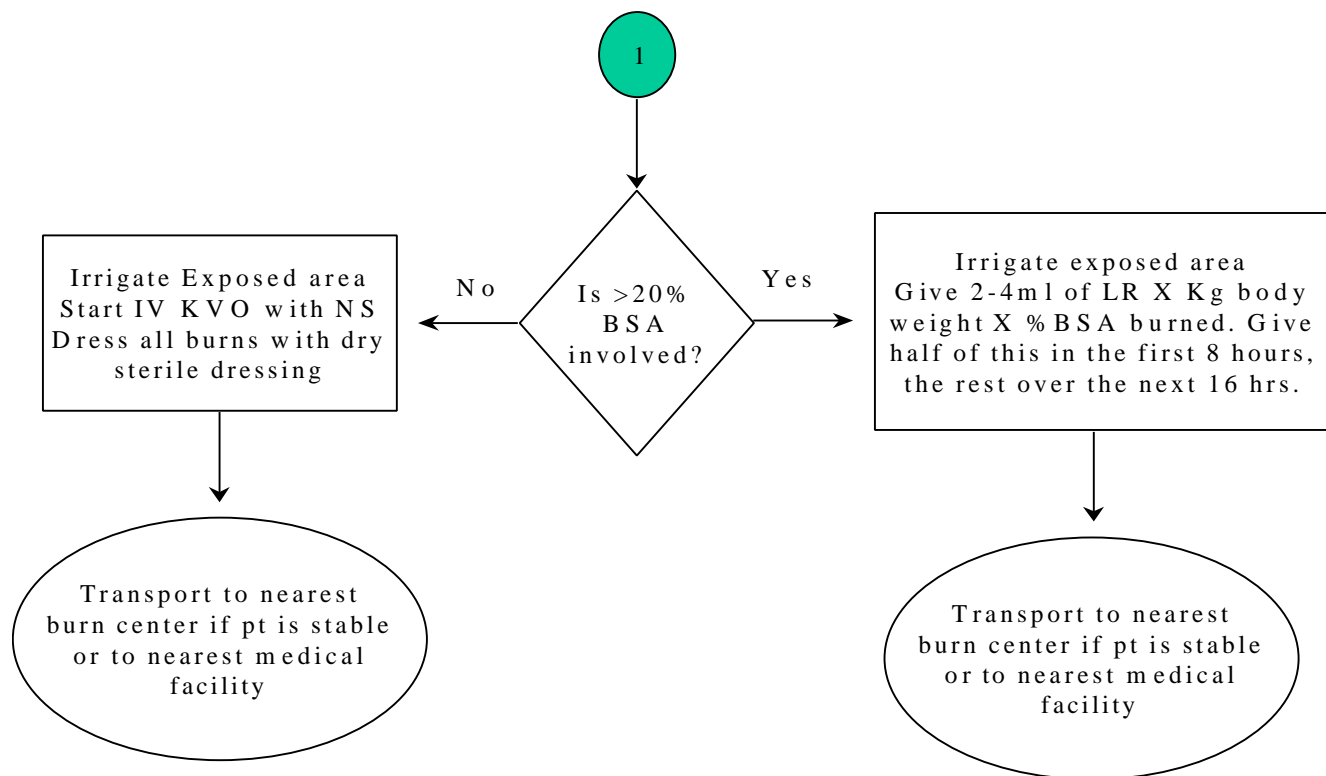 1
Is >20%
BSA
involved?
No
Yes
Irrigate Exposed area
Start IV KVO with NS
Dress all burns with dry
sterile dressing
Irrigate exposed area
Give 2-4ml of LR X Kg body
weight X %BSA burned. Give
half of this in the first 8 hours,
the rest over the next 16 hrs.
Transport to nearest
burn center if pt is stable
or to nearest medical
facility
Transport to nearest
burn center if pt is stable
or to nearest medical
facility